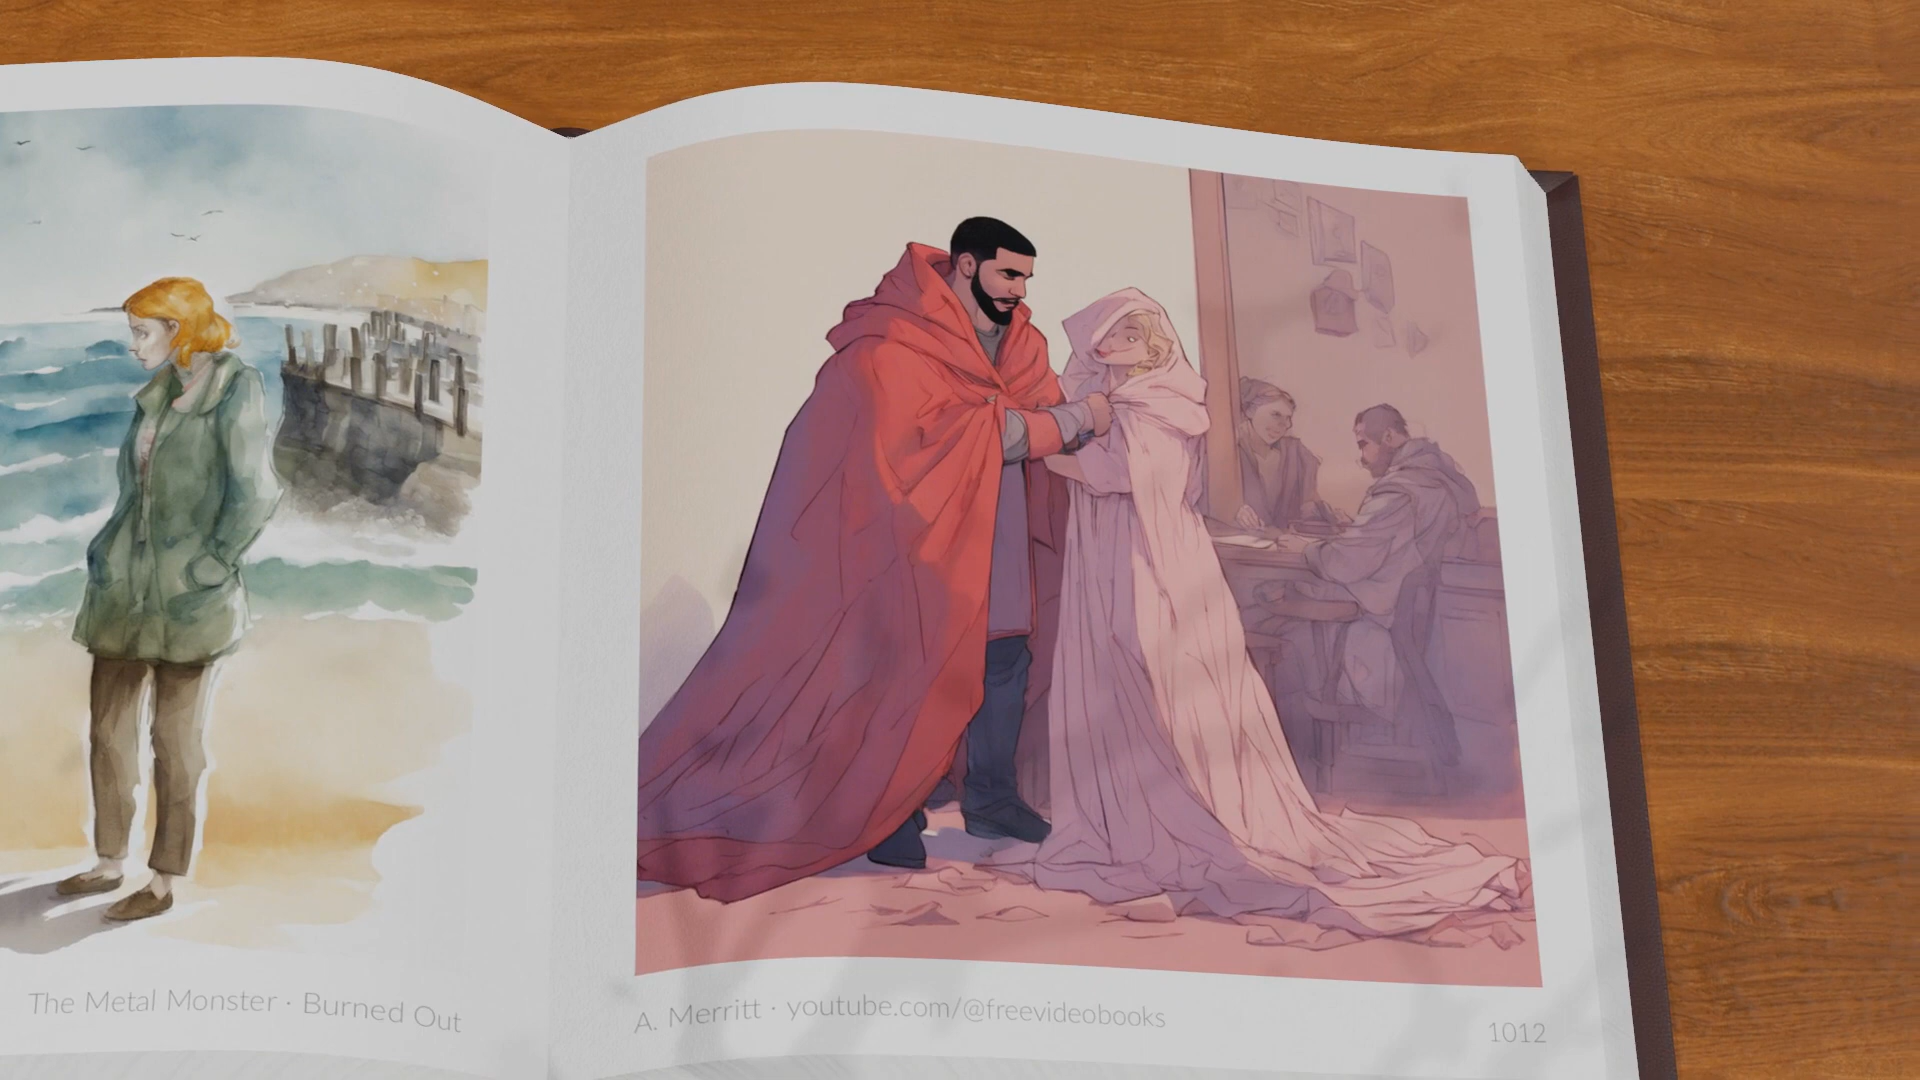 The Metal Monster · Burned Out
A. Merritt · youtube.com/@freevideobooks
1012